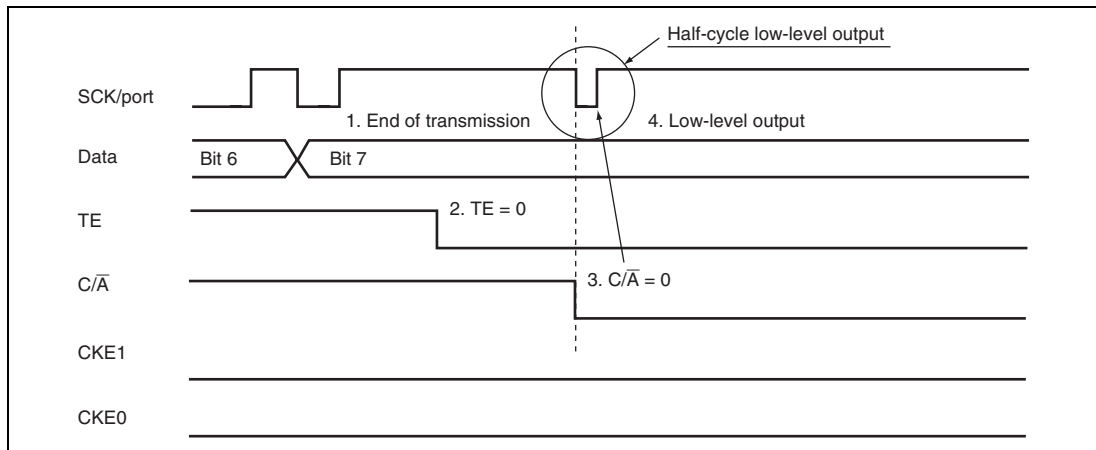 Half-cycle low-level output
SCK/port
1. End of transmission
4. Low-level output
Data
Bit 6
Bit 7
TE
2. TE = 0
C/A̅
3. C/A̅ = 0
CKE1
CKE0